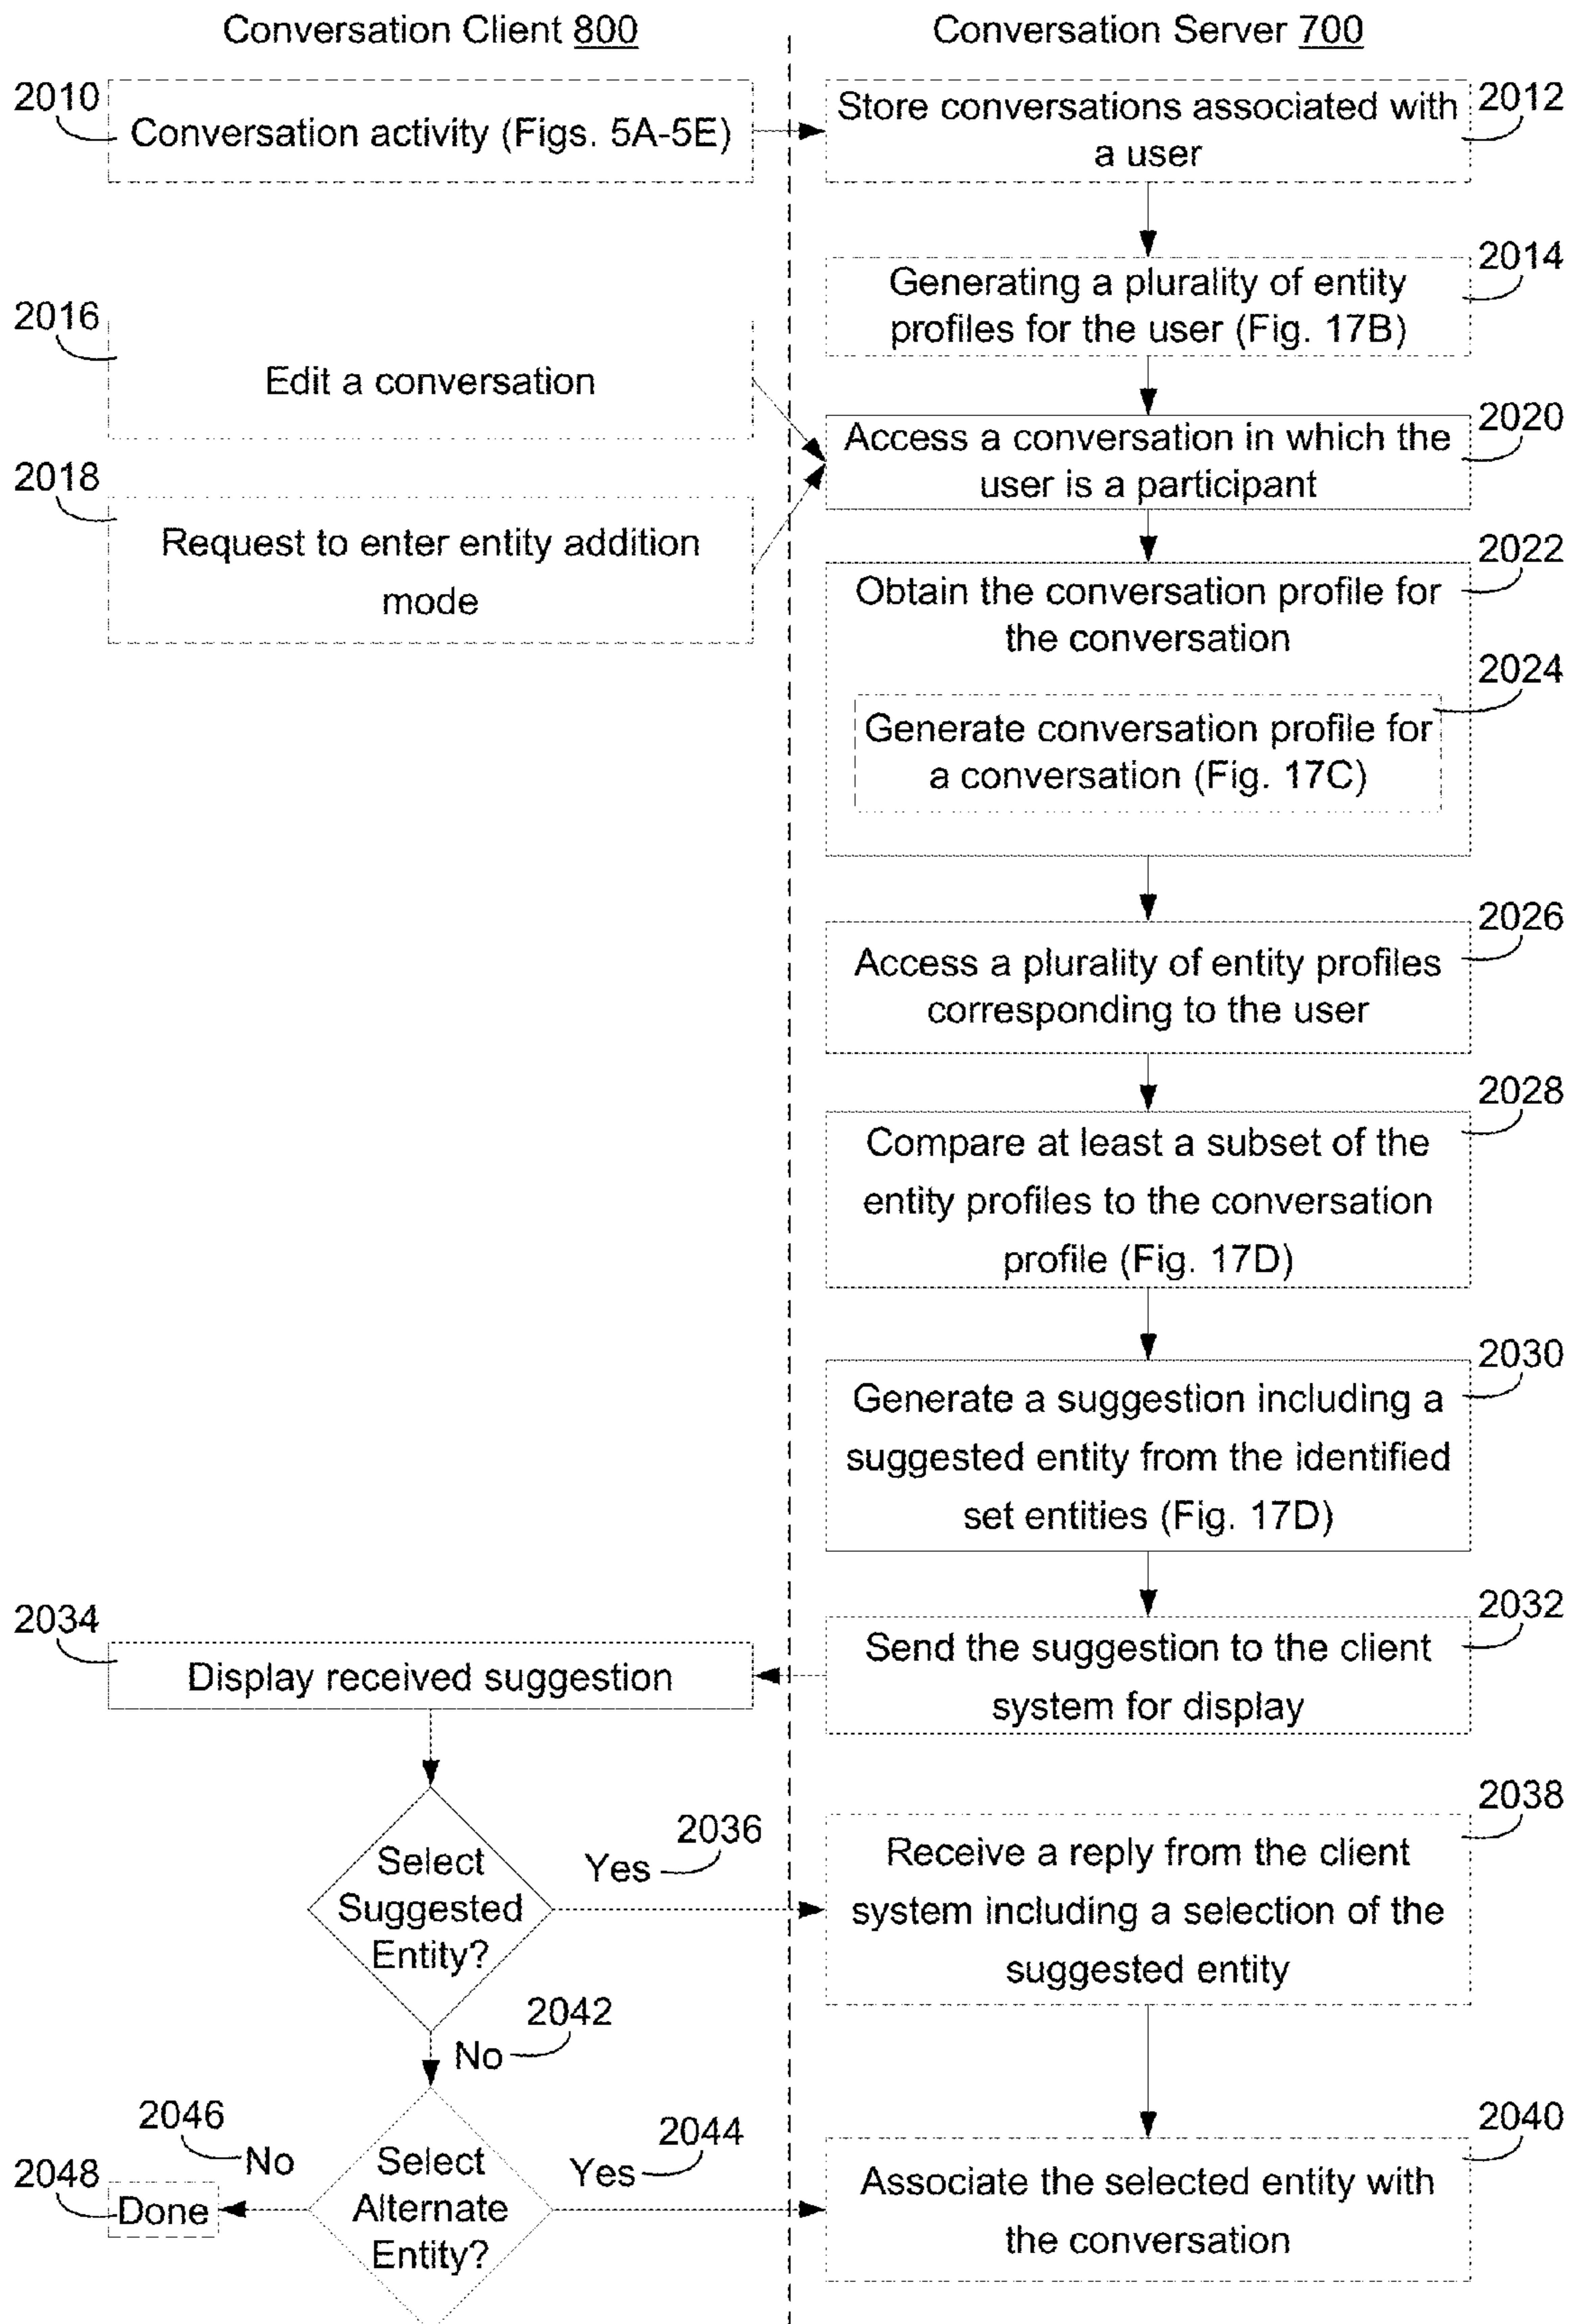 Conversation Client 800
Conversation Server 700
2010
Conversation activity (Figs. 5A-5E)
2012
Store conversations associated with
a user
2014
Generating a plurality of entity
profiles for the user (Fig. 17B)
2016
Edit a conversation
2018
Request to enter entity addition
mode
2020
Access a conversation in which the
user is a participant
2022
Obtain the conversation profile for
the conversation
2024
Generate conversation profile for
a conversation (Fig. 17C)
2026
Access a plurality of entity profiles
corresponding to the user
2028
Compare at least a subset of the
entity profiles to the conversation
profile (Fig. 17D)
2030
Generate a suggestion including a
suggested entity from the identified
set entities (Fig. 17D)
2032
Send the suggestion to the client
system for display
2034
Display received suggestion
Select
Suggested
Entity?
Yes
2036
2038
Receive a reply from the client
system including a selection of the
suggested entity
No
2042
Select
Alternate
Entity?
Yes
2044
2040
Associate the selected entity with
the conversation
2046
No
2048
Done